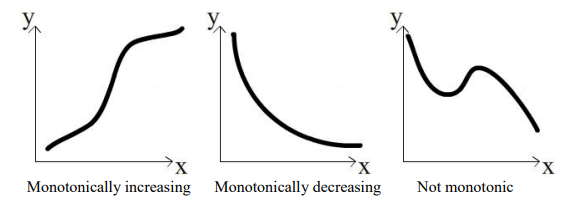 y
x
Monotonically increasing
y
x
Monotonically decreasing
y
x
Not monotonic